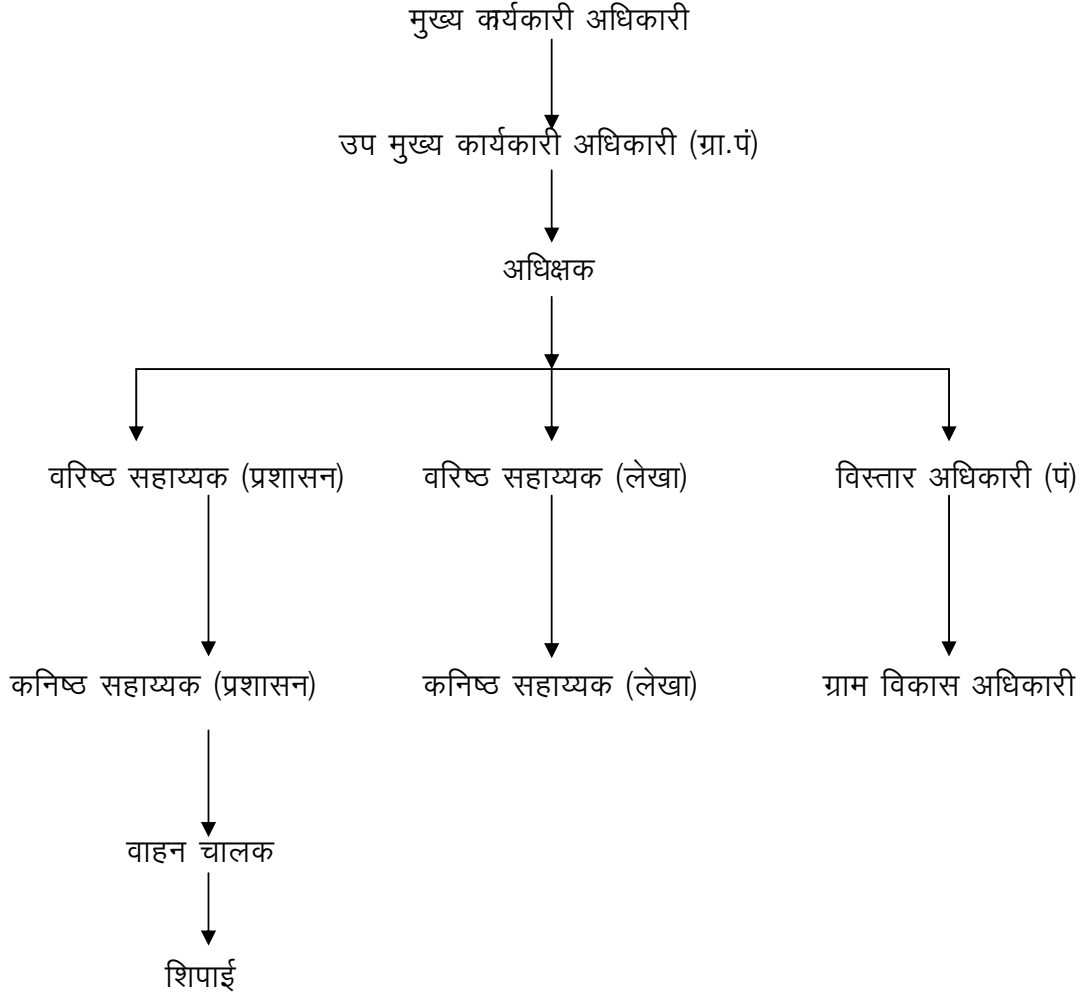 मुख्य कार्यकारी अधिकारी
उप मुख्य कार्यकारी अधिकारी (ग्रा.पं)
अधिक्षक
वरिष्ठ सहाय्यक (प्रशासन)
वरिष्ठ सहाय्यक (लेखा)
विस्तार अधिकारी (पं)
कनिष्ठ सहाय्यक (प्रशासन)
कनिष्ठ सहाय्यक (लेखा)
ग्राम विकास अधिकारी
वाहन चालक
शिपाई